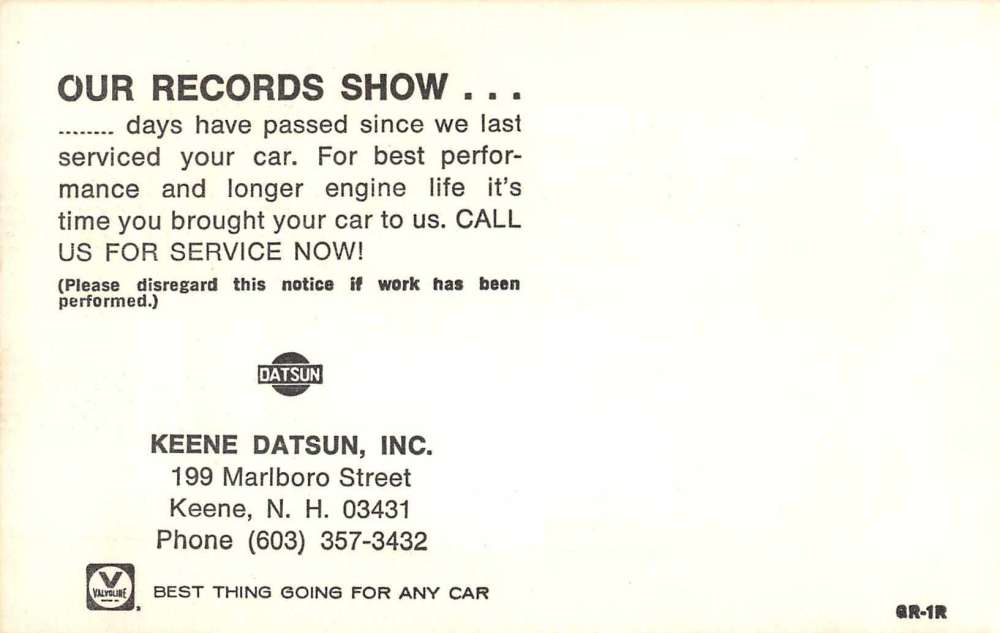 OUR RECORDS SHOW . . .
........ days have passed since we last
serviced your car. For best perfor-
mance and longer engine life it's
time you brought your car to us. CALL
US FOR SERVICE NOW!
(Please disregard this notice if work has been
performed.)
DATSUN
KEENE DATSUN, INC.
199 Marlboro Street
Keene, N. H. 03431
Phone (603) 357-3432
V
VALVOLINE
BEST THING GOING FOR ANY CAR
GR-1R